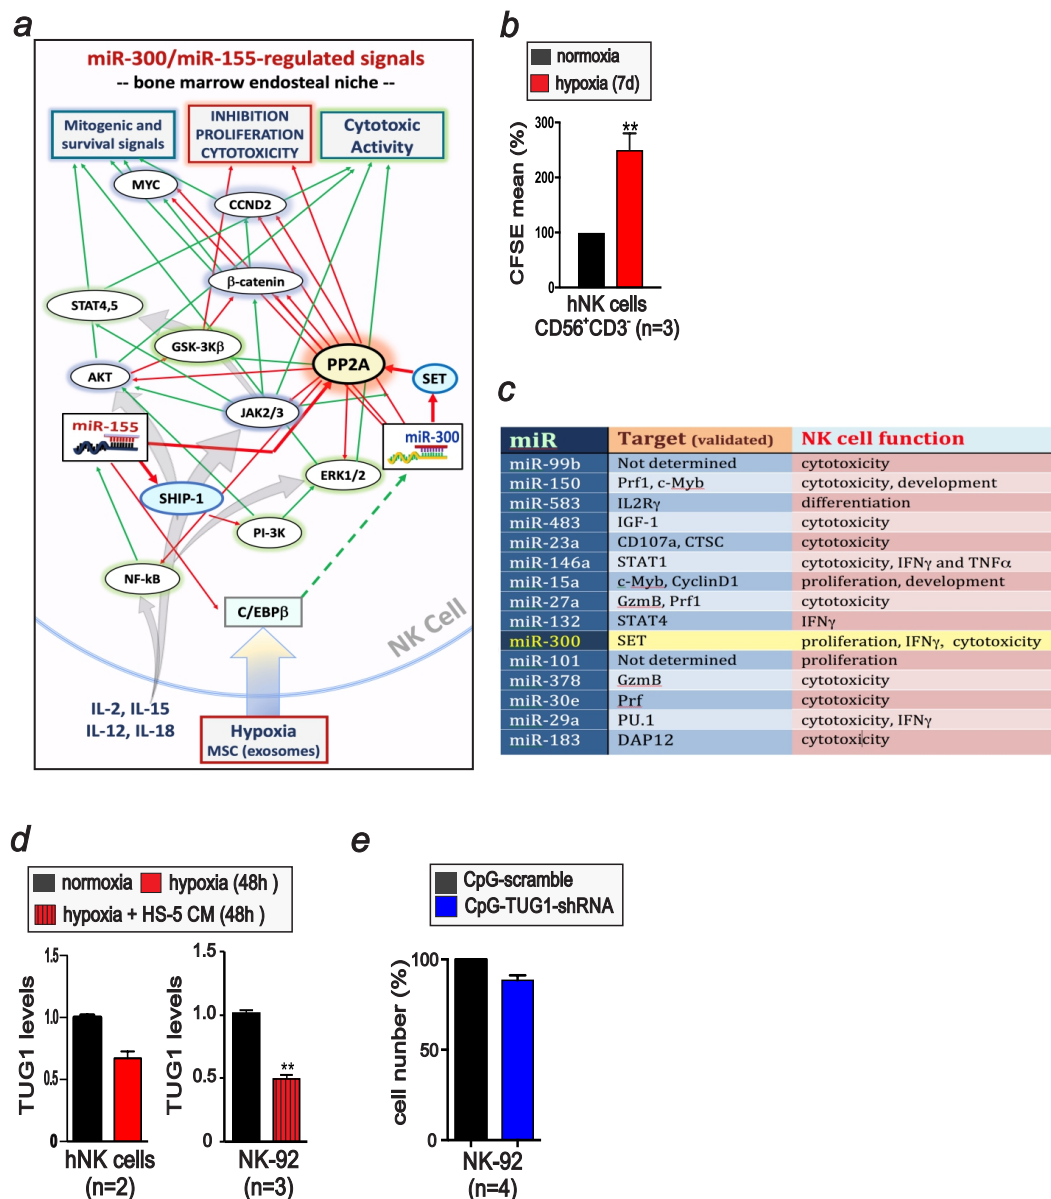 a
miR-300/miR-155-regulated signals
-- bone marrow endosteal niche --
Mitogenic and
survival signals
INHIBITION
PROLIFERATION
CYTOTOXICITY
Cytotoxic
Activity
MYC
CCND2
β-catenin
STAT4,5
GSK-3Kβ
PP2A
AKT
SET
JAK2/3
miR-155
miR-300
ERK1/2
SHIP-1
PI-3K
NF-kB
C/EBPβ
NK Cell
IL-2, IL-15
IL-12, IL-18
Hypoxia
MSC (exosomes)
b
normoxia
hypoxia (7d)
CFSE mean (%)
300
200
100
0
**
hNK cells
CD56+CD3- (n=3)
c
miR Target (validated) NK cell function
miR-99b Not determined cytotoxicity
miR-150 Prf1, c-Myb cytotoxicity, development
miR-583 IL2Rγ differentiation
miR-483 IGF-1 cytotoxicity
miR-23a CD107a, CTSC cytotoxicity
miR-146a STAT1 cytotoxicity, IFNγ and TNFα
miR-15a c-Myb, CyclinD1 proliferation, development
miR-27a GzmB, Prf1 cytotoxicity
miR-132 STAT4 IFNγ
miR-300 SET proliferation, IFNγ, cytotoxicity
miR-101 Not determined proliferation
miR-378 GzmB cytotoxicity
miR-30e Prf cytotoxicity
miR-29a PU.1 cytotoxicity, IFNγ
miR-183 DAP12 cytotoxicity
d
normoxia hypoxia (48h )
hypoxia + HS-5 CM (48h )
TUG1 levels
1.5
1.0
0.5
0
hNK cells
(n=2)
TUG1 levels
1.5
1.0
0.5
0
**
NK-92
(n=3)
e
CpG-scramble
CpG-TUG1-shRNA
cell nunber (%)
100
50
0
NK-92
(n=4)